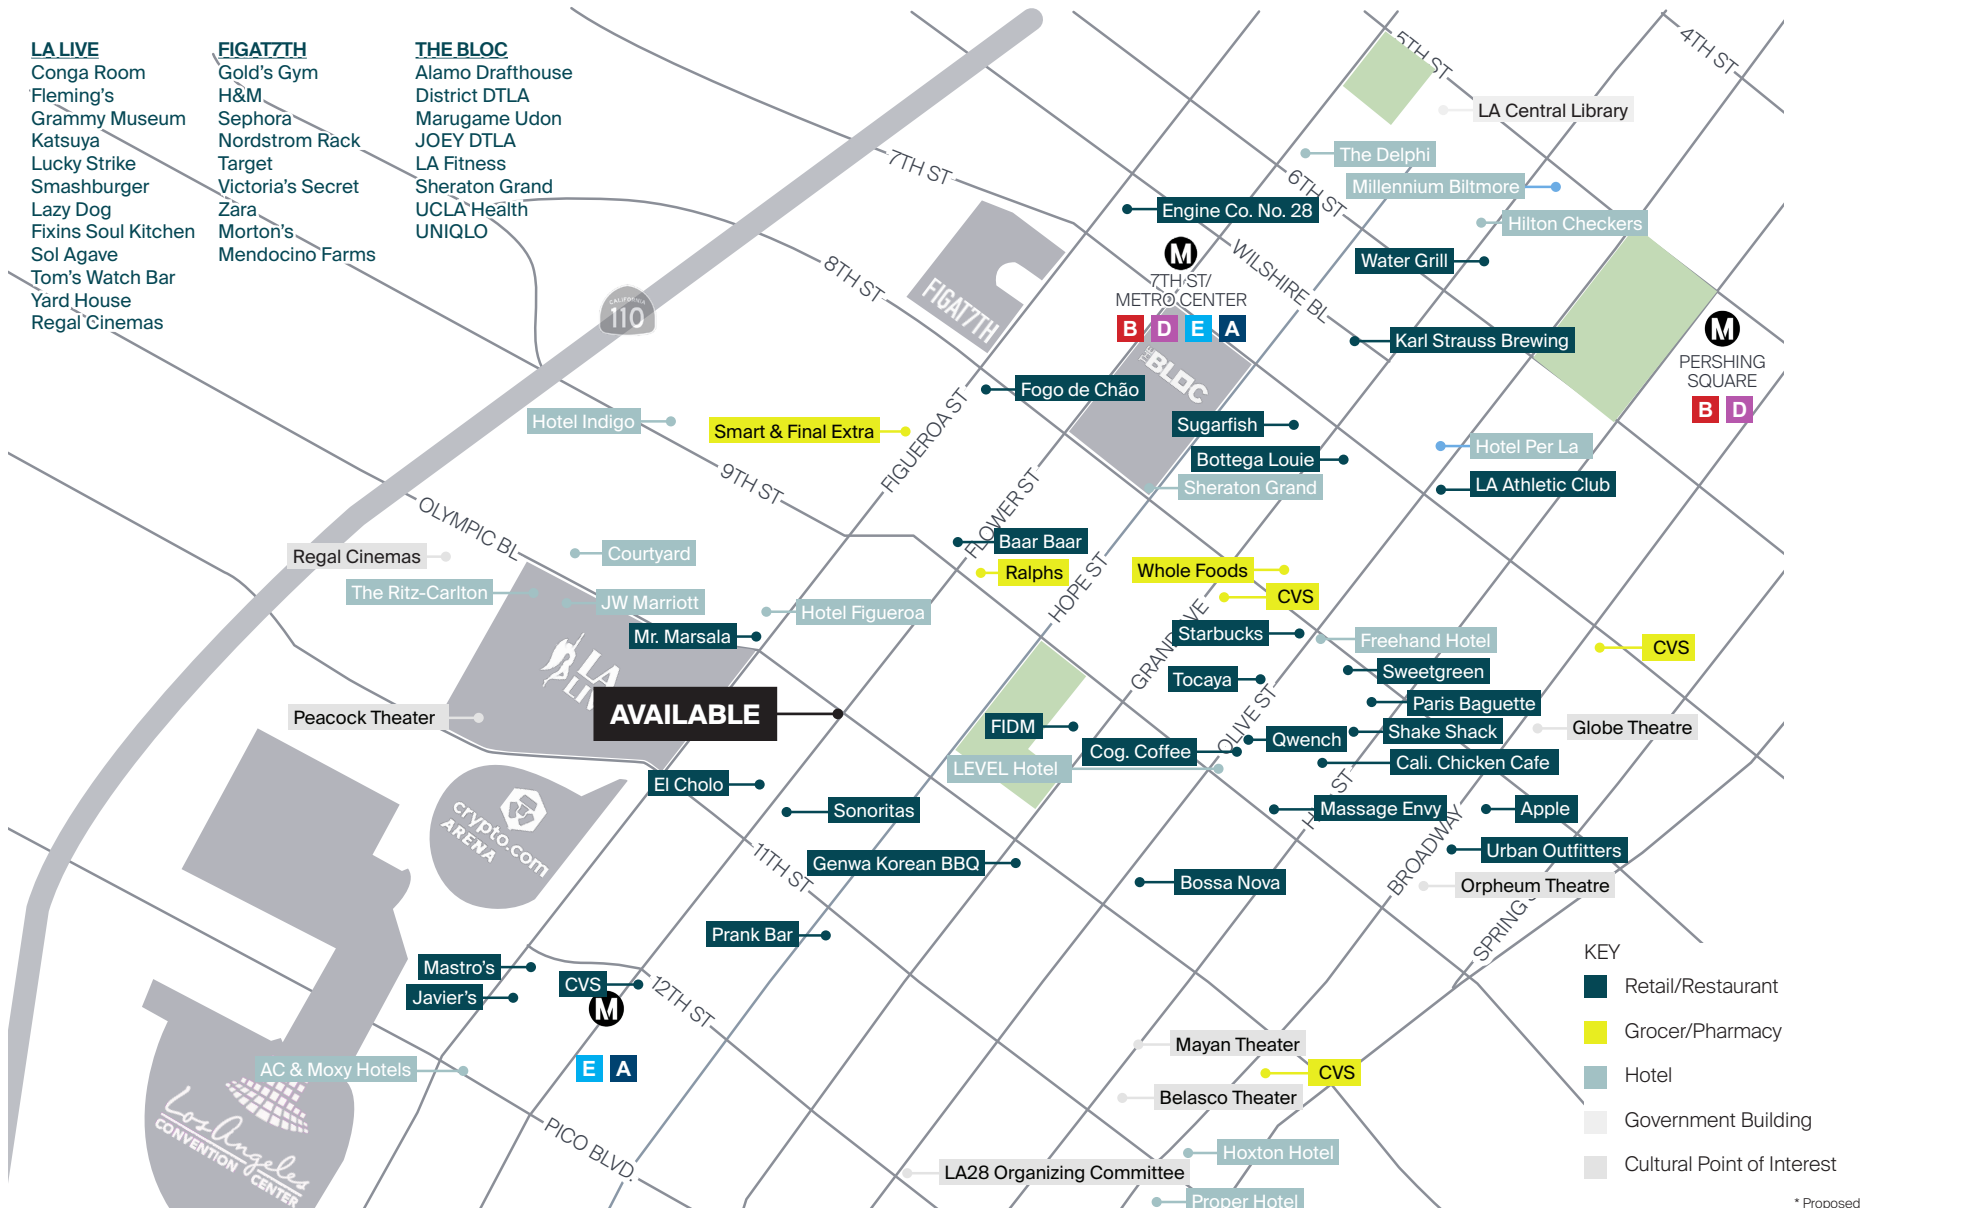 LA LIVE
Conga Room
Fleming's
Grammy Museum
Katsuya
Lucky Strike
Smashburger
Lazy Dog
Fixins Soul Kitchen
Sol Agave
Tom's Watch Bar
Yard House
Regal Cinemas
FIGAT7TH
Gold's Gym
H&M
Sephora
Nordstrom Rack
Target
Victoria's Secret
Zara
Morton's
Mendocino Farms
THE BLOC
Alamo Drafthouse
District DTLA
Marugame Udon
JOEY DTLA
LA Fitness
Sheraton Grand
UCLA Health
UNIQLO
5TH ST
4TH ST
LA Central Library
7TH ST
The Delphi
6TH ST
Millennium Biltmore
Engine Co. No. 28
Hilton Checkers
WILSHIRE BL
Water Grill
M
7TH ST/
METRO CENTER
B D E A
8TH ST
FIGAT7TH
CALIFORNIA
110
Karl Strauss Brewing
M
PERSHING
SQUARE
B D
THE
BLOC
Fogo de Chão
FIGUEROA ST
Hotel Indigo
Smart & Final Extra
Sugarfish
Bottega Louie
Hotel Per La
Sheraton Grand
LA Athletic Club
9TH ST
OLYMPIC BL
FLOWER ST
Baar Baar
Regal Cinemas
Courtyard
Ralphs
Whole Foods
HOPE ST
The Ritz-Carlton
JW Marriott
Hotel Figueroa
CVS
GRAND AVE
Mr. Marsala
Starbucks
Freehand Hotel
CVS
LA
LIVE
Tocaya
Sweetgreen
Paris Baguette
OLIVE ST
Peacock Theater
AVAILABLE
FIDM
Shake Shack
Globe Theatre
Qwench
Cog. Coffee
LEVEL Hotel
Cali. Chicken Cafe
El Cholo
crypto.com
ARENA
Sonoritas
Massage Envy
Apple
BROADWAY
11TH ST
Genwa Korean BBQ
Urban Outfitters
Bossa Nova
Orpheum Theatre
SPRING
Prank Bar
Mastro's
CVS
Javier's
M
12TH ST
E A
AC & Moxy Hotels
Los Angeles
CONVENTION CENTER
Mayan Theater
CVS
Belasco Theater
PICO BLVD.
Hoxton Hotel
LA28 Organizing Committee
Proper Hotel
KEY
Retail/Restaurant
Grocer/Pharmacy
Hotel
Government Building
Cultural Point of Interest
* Proposed